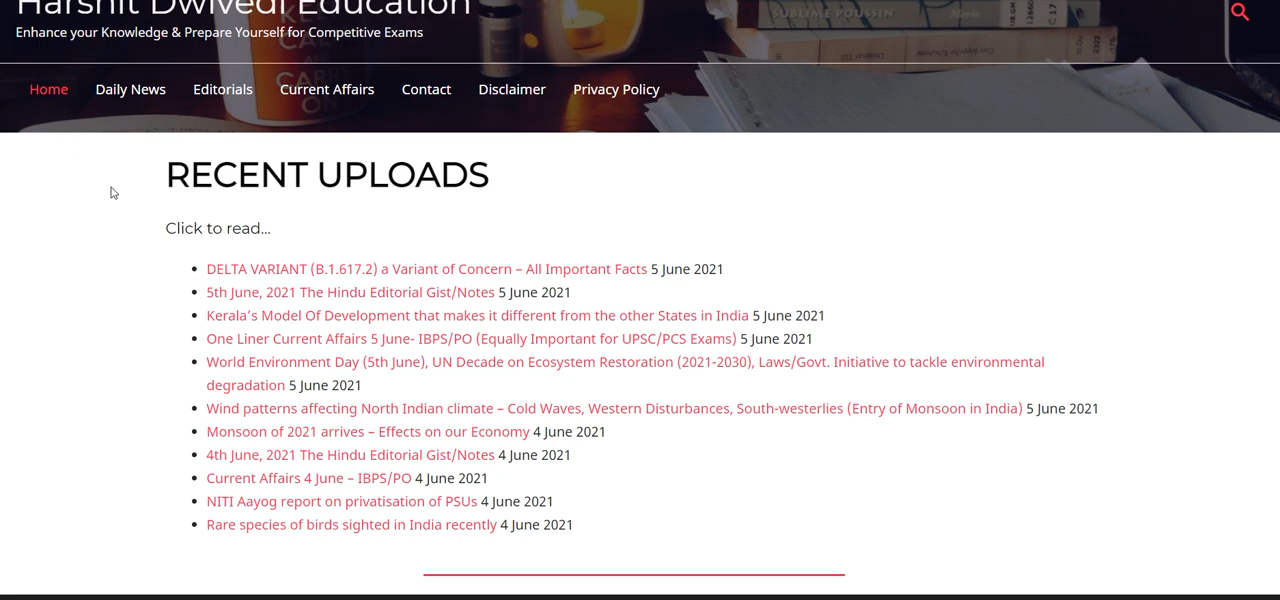 Harshit Dwivedi Education
Enhance your Knowledge & Prepare Yourself for Competitive Exams
Home Daily News Editorials Current Affairs Contact Disclaimer Privacy Policy
RECENT UPLOADS
Click to read...
DELTA VARIANT (B.1.617.2) a Variant of Concern – All Important Facts 5 June 2021
5th June, 2021 The Hindu Editorial Gist/Notes 5 June 2021
Kerala’s Model Of Development that makes it different from the other States in India 5 June 2021
One Liner Current Affairs 5 June- IBPS/PO (Equally Important for UPSC/PCS Exams) 5 June 2021
World Environment Day (5th June), UN Decade on Ecosystem Restoration (2021-2030), Laws/Govt. Initiative to tackle environmental
degradation 5 June 2021
Wind patterns affecting North Indian climate – Cold Waves, Western Disturbances, South-westerlies (Entry of Monsoon in India) 5 June 2021
Monsoon of 2021 arrives – Effects on our Economy 4 June 2021
4th June, 2021 The Hindu Editorial Gist/Notes 4 June 2021
Current Affairs 4 June – IBPS/PO 4 June 2021
NITI Aayog report on privatisation of PSUs 4 June 2021
Rare species of birds sighted in India recently 4 June 2021